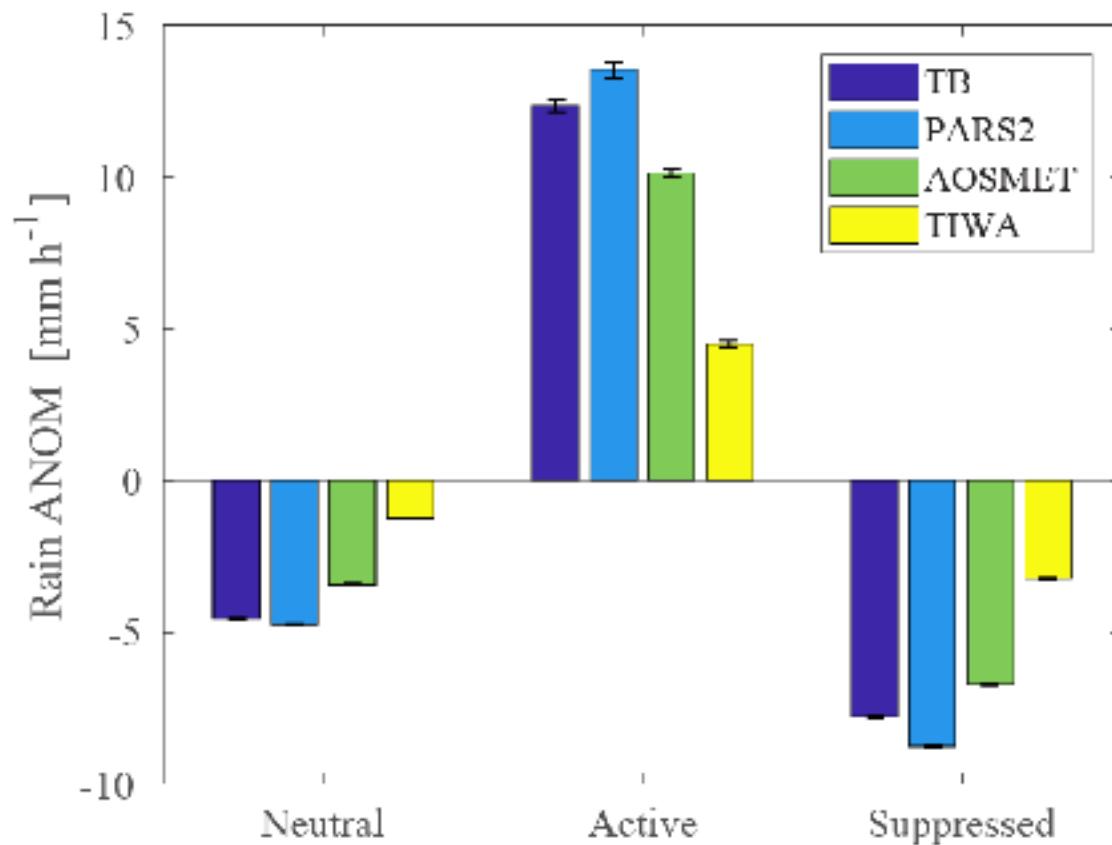 15
10
5
0
-5
-10
Rain ANOM [mm h-1]
TB
PARS2
AOSMET
TIWA
Neutral Active Suppressed